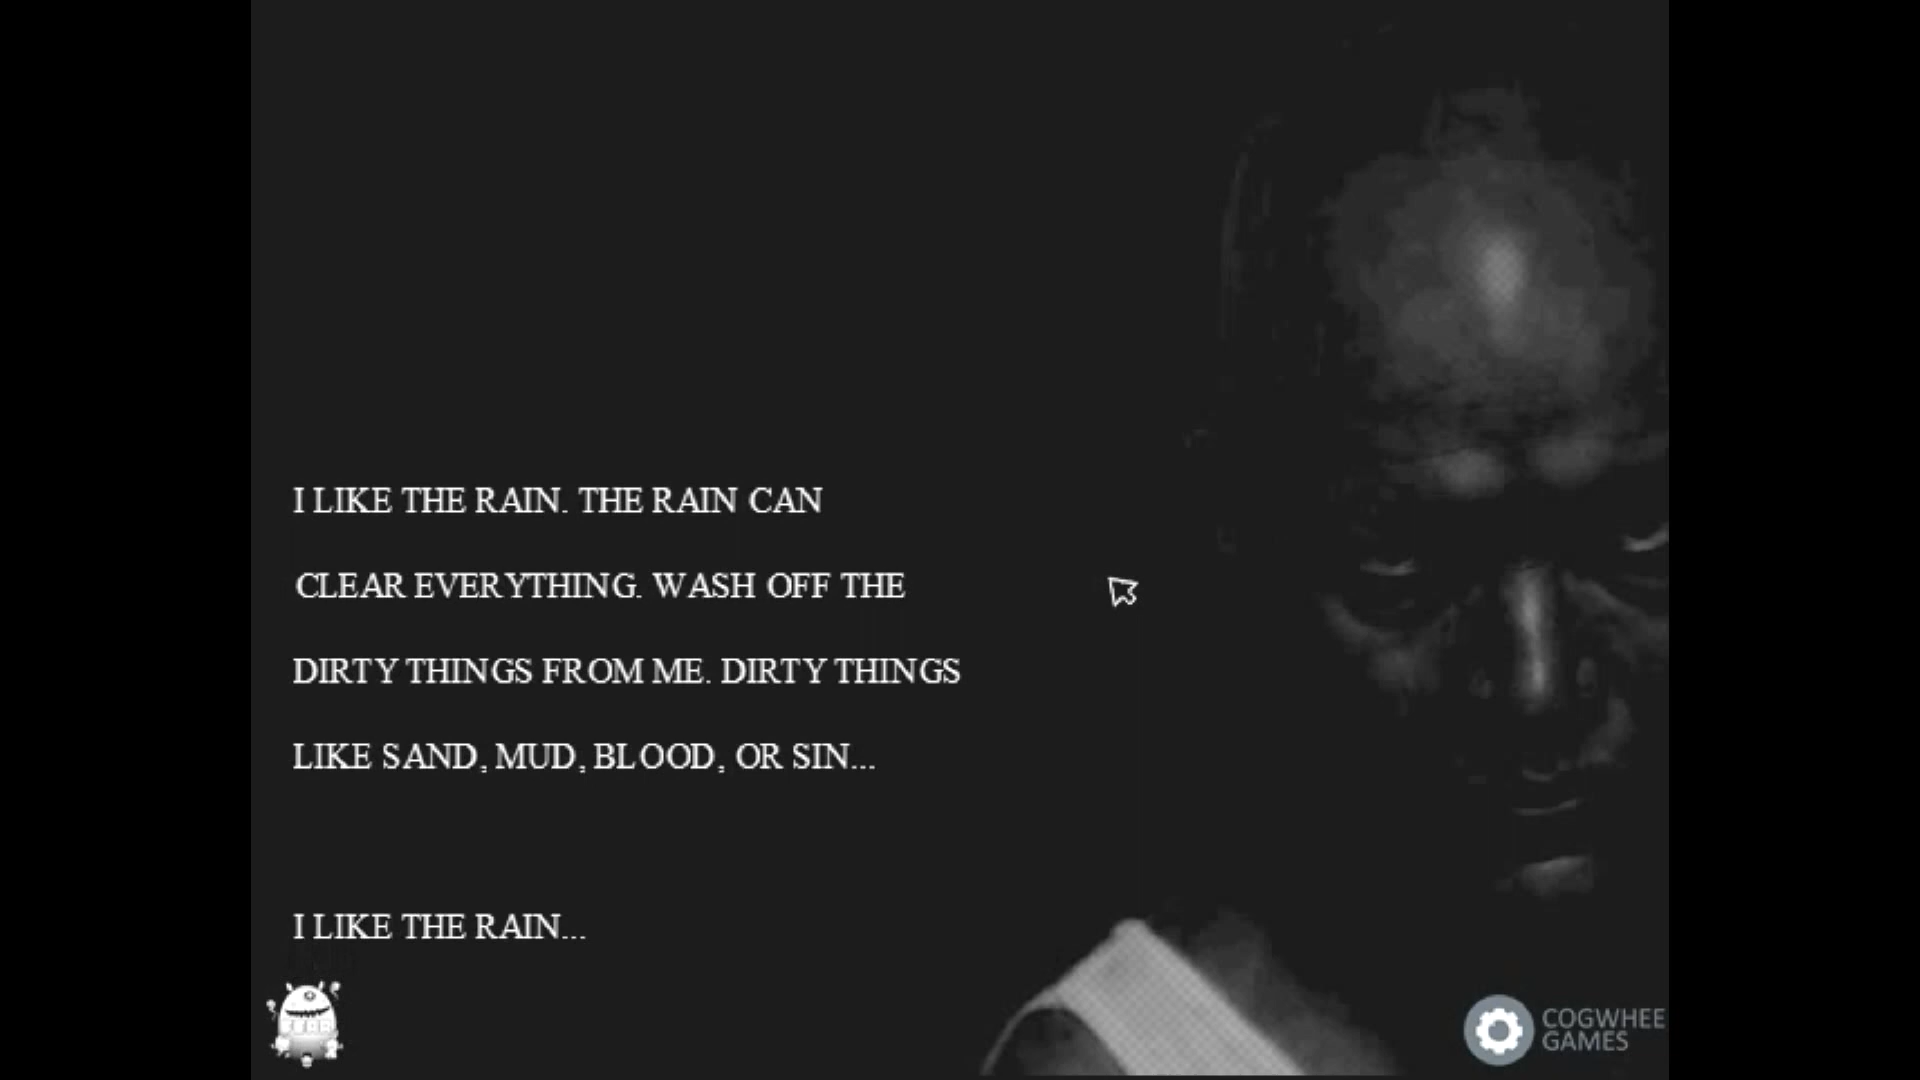 I LIKE THE RAIN. THE RAIN CAN
CLEAR EVERYTHING. WASH OFF THE
DIRTY THINGS FROM ME. DIRTY THINGS
LIKE SAND, MUD, BLOOD, OR SIN...
I LIKE THE RAIN...
COGWHEE
GAMES